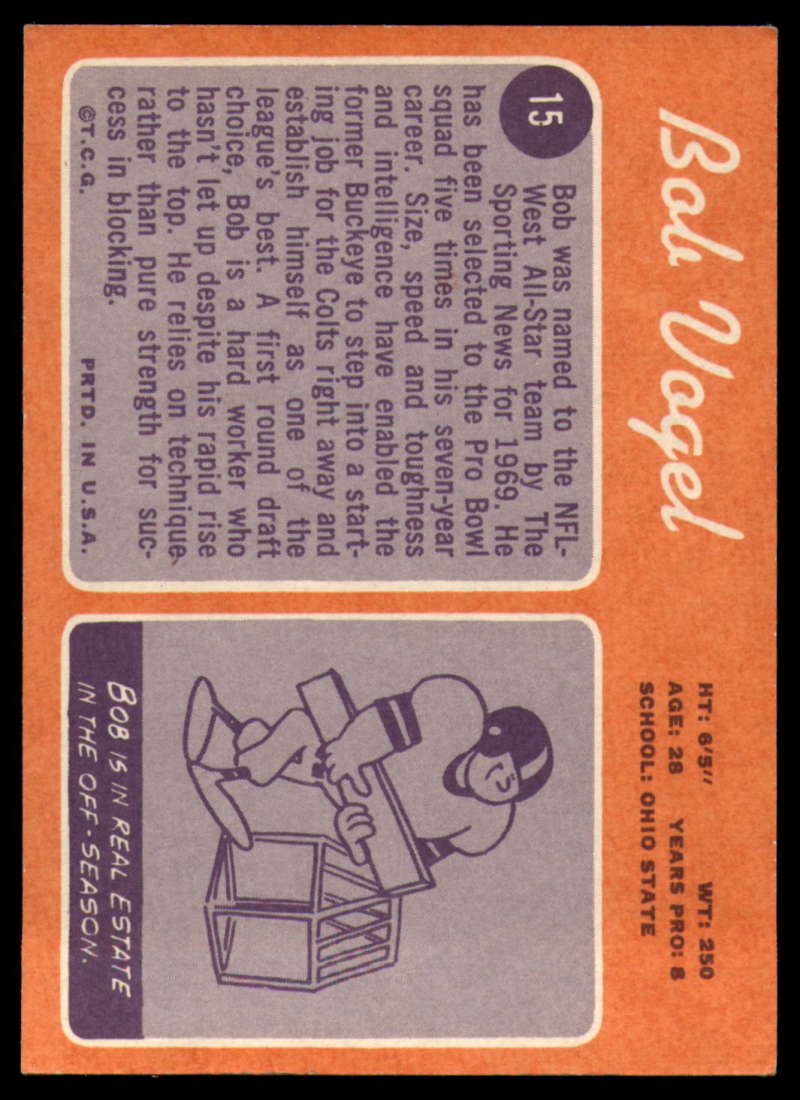 Bob Vogel
HT: 6'5" WT: 250
AGE: 28 YEARS PRO: 8
SCHOOL: OHIO STATE
15
Bob was named to the NFL-
West All-Star team by The
Sporting News for 1969. He
has been selected to the Pro Bowl
squad five times in his seven-year
career. Size, speed and toughness
and intelligence have enabled the
former Buckeye to step into a start-
ing job for the Colts right away and
establish himself as one of the
league's best. A first round draft
choice, Bob is a hard worker who
hasn't let up despite his rapid rise
to the top. He relies on technique
rather than pure strength for suc-
cess in blocking.
©T.C.G. PRTD. IN U.S.A.
BOB IS IN REAL ESTATE
IN THE OFF-SEASON.